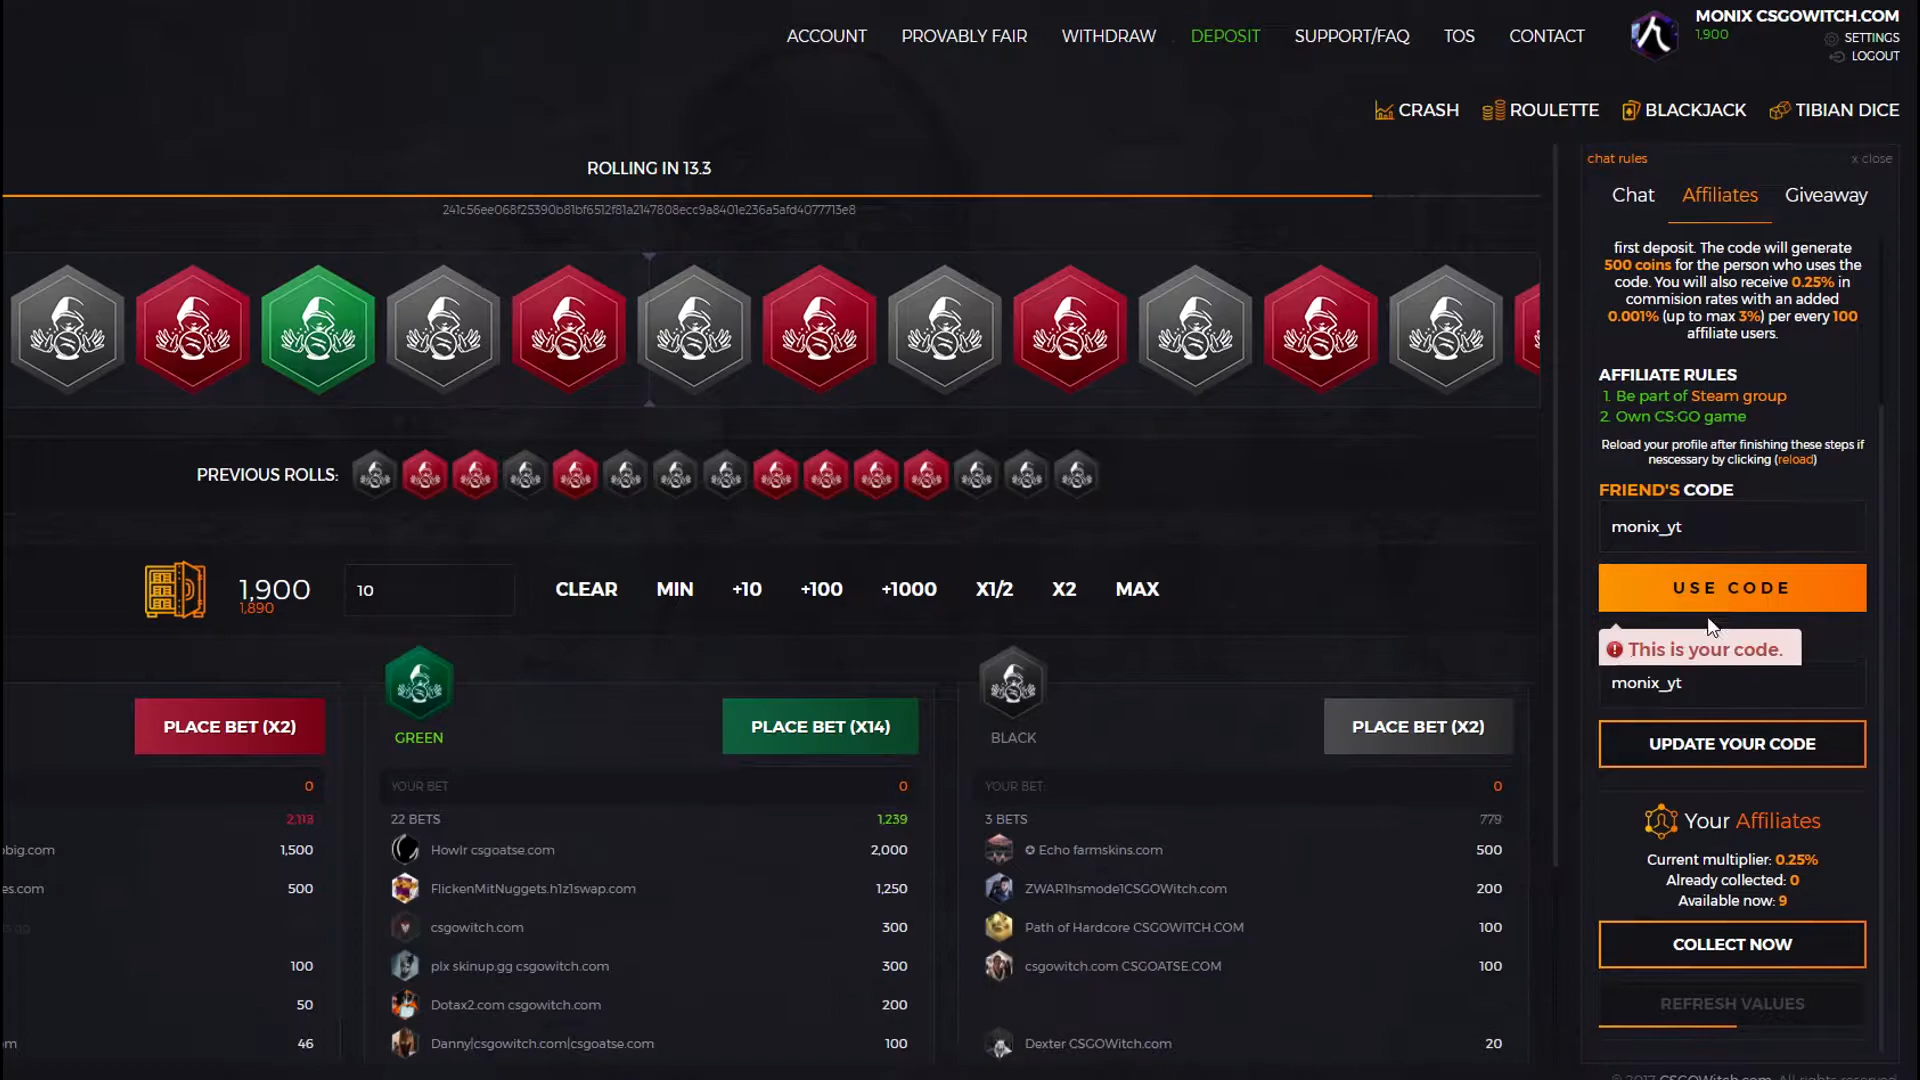 ACCOUNT PROVABLY FAIR WITHDRAW DEPOSIT SUPPORT/FAQ TOS CONTACT
MONIX CSGOWITCH.COM
1,900
SETTINGS
LOGOUT
CRASH ROULETTE BLACKJACK TIBIAN DICE
ROLLING IN 13.3
241c56ee068f25390b81bf6512f81a2147808ecc9a8401e236a5afd4077713e8
PREVIOUS ROLLS:
1,900
1,890
10
CLEAR MIN +10 +100 +1000 X1/2 X2 MAX
PLACE BET (X2)
0
2,113
obig.com 1,500
es.com 500
100
50
m 46
GREEN
PLACE BET (X14)
YOUR BET 0
22 BETS 1,239
Howlr csgoatse.com 2,000
FlickenMitNuggets.h1z1swap.com 1,250
csgowitch.com 300
plx skinup.gg csgowitch.com 300
Dotax2.com csgowitch.com 200
Danny|csgowitch.com|csgoatse.com 100
BLACK
PLACE BET (X2)
YOUR BET: 0
3 BETS 779
✪ Echo farmskins.com 500
ZWAR1hsmode1CSGOWitch.com 200
Path of Hardcore CSGOWITCH.COM 100
csgowitch.com CSGOATSE.COM 100
Dexter CSGOWitch.com 20
chat rules x close
Chat Affiliates Giveaway
first deposit. The code will generate
500 coins for the person who uses the
code. You will also receive 0.25% in
commision rates with an added
0.001% (up to max 3%) per every 100
affiliate users.
AFFILIATE RULES
1. Be part of Steam group
2. Own CS:GO game
Reload your profile after finishing these steps if
nescessary by clicking (reload)
FRIEND'S CODE
monix_yt
USE CODE
This is your code.
monix_yt
UPDATE YOUR CODE
Your Affiliates
Current multiplier: 0.25%
Already collected: 0
Available now: 9
COLLECT NOW
REFRESH VALUES
© 2017 CSGOWitch.com. All rights reserved.